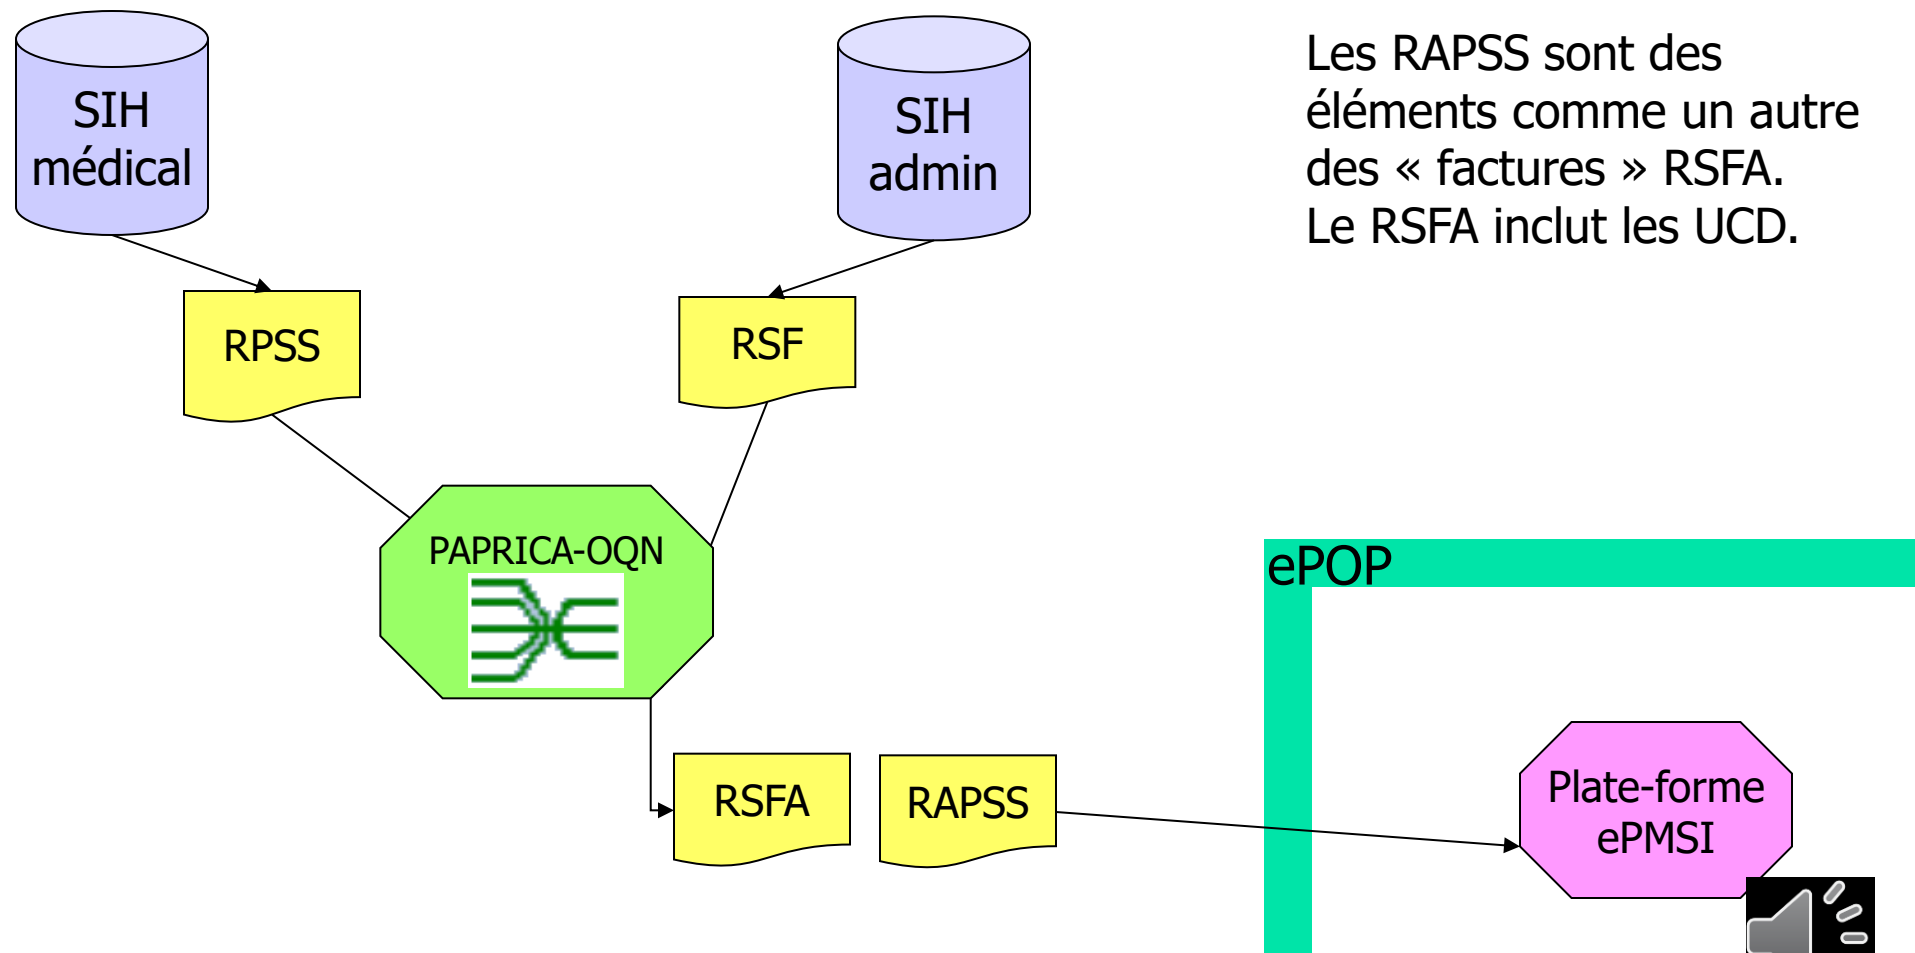 SIH
médical
SIH
admin
Les RAPSS sont des
éléments comme un autre
des « factures » RSFA.
Le RSFA inclut les UCD.
RPSS
RSF
PAPRICA-OQN
ePOP
RSFA
RAPSS
Plate-forme
ePMSI